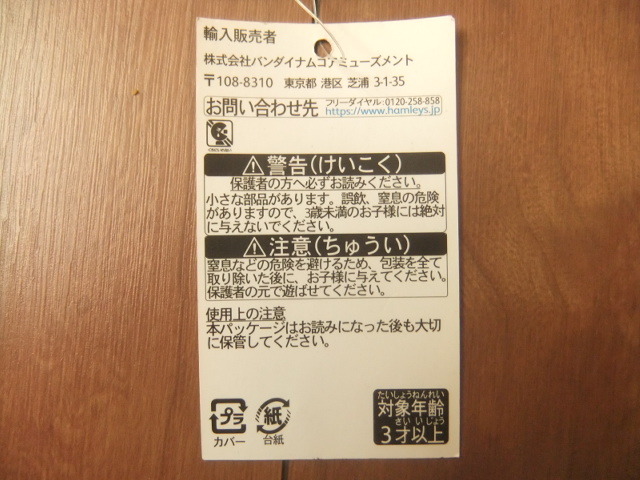 輸入販売者
株式会社バンダイナムコアミューズメント
〒108-8310 東京都 港区 芝浦 3-1-35
お問い合わせ先 フリーダイヤル:0120-258-858
https://www.hamleys.jp
⚠警告(けいこく)
保護者の方へ必ずお読みください。
小さな部品があります。誤飲、窒息の危険
がありますので、3歳未満のお子様には絶対
に与えないでください。
⚠注意(ちゅうい)
窒息などの危険を避けるため、包装を全て
取り除いた後に、お子様に与えてください。
保護者の元で遊ばせてください。
使用上の注意
本パッケージはお読みになった後も大切
に保管してください。
プラ
カバー
紙
台紙
たいしょうねんれい
対象年齢
さい いじょう
3才以上